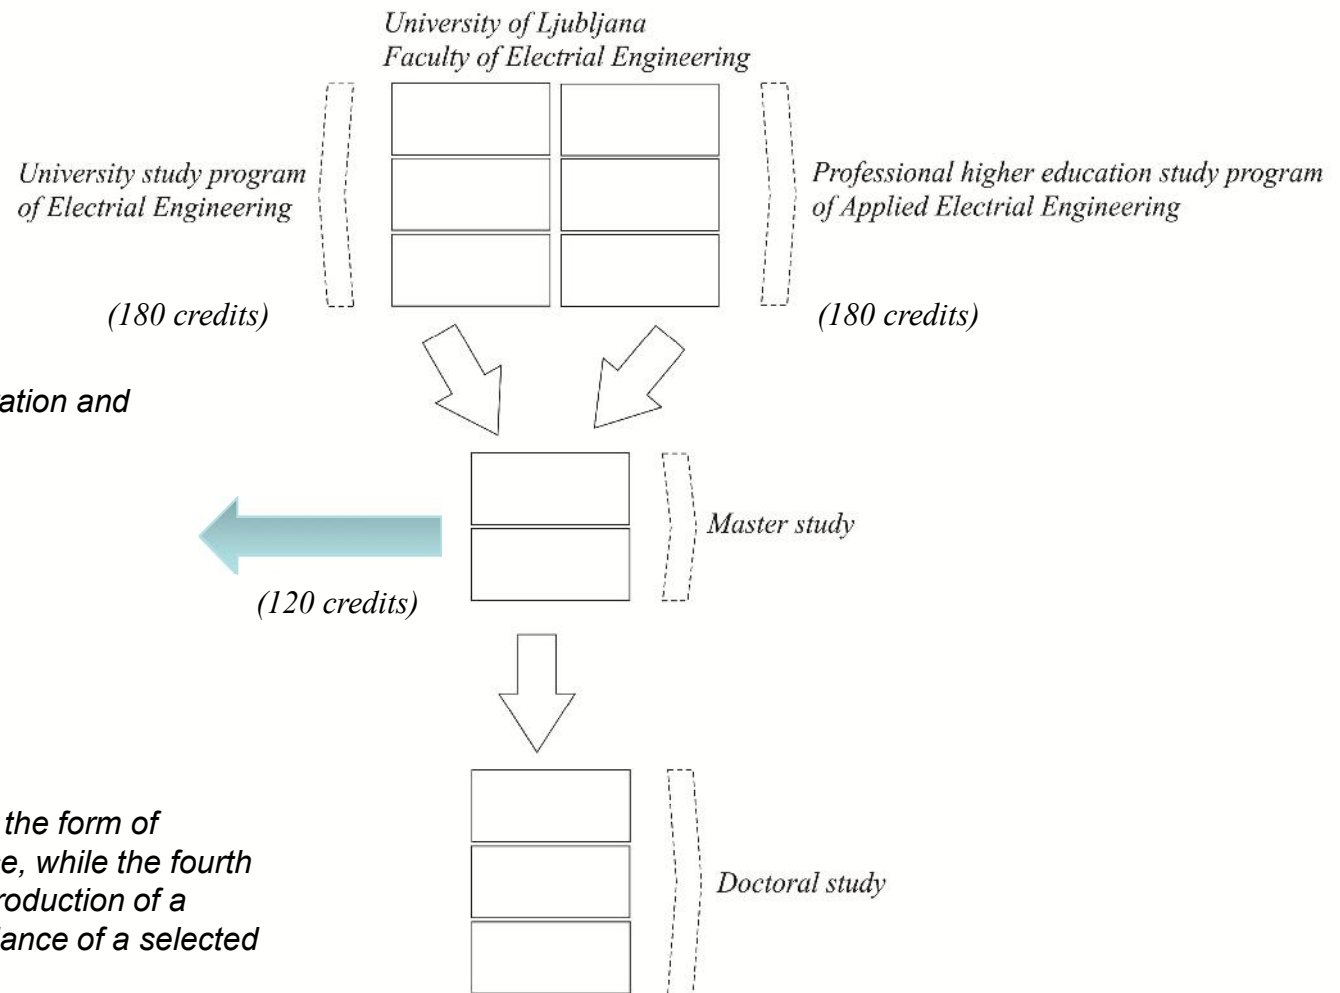 University of Ljubljana
Faculty of Electrial Engineering
University study program
of Electrial Engineering
Professional higher education study program
of Applied Electrial Engineering
(180 credits)
(180 credits)
ation and
Master study
(120 credits)
the form of
e, while the fourth
roduction of a
lance of a selected
Doctoral study